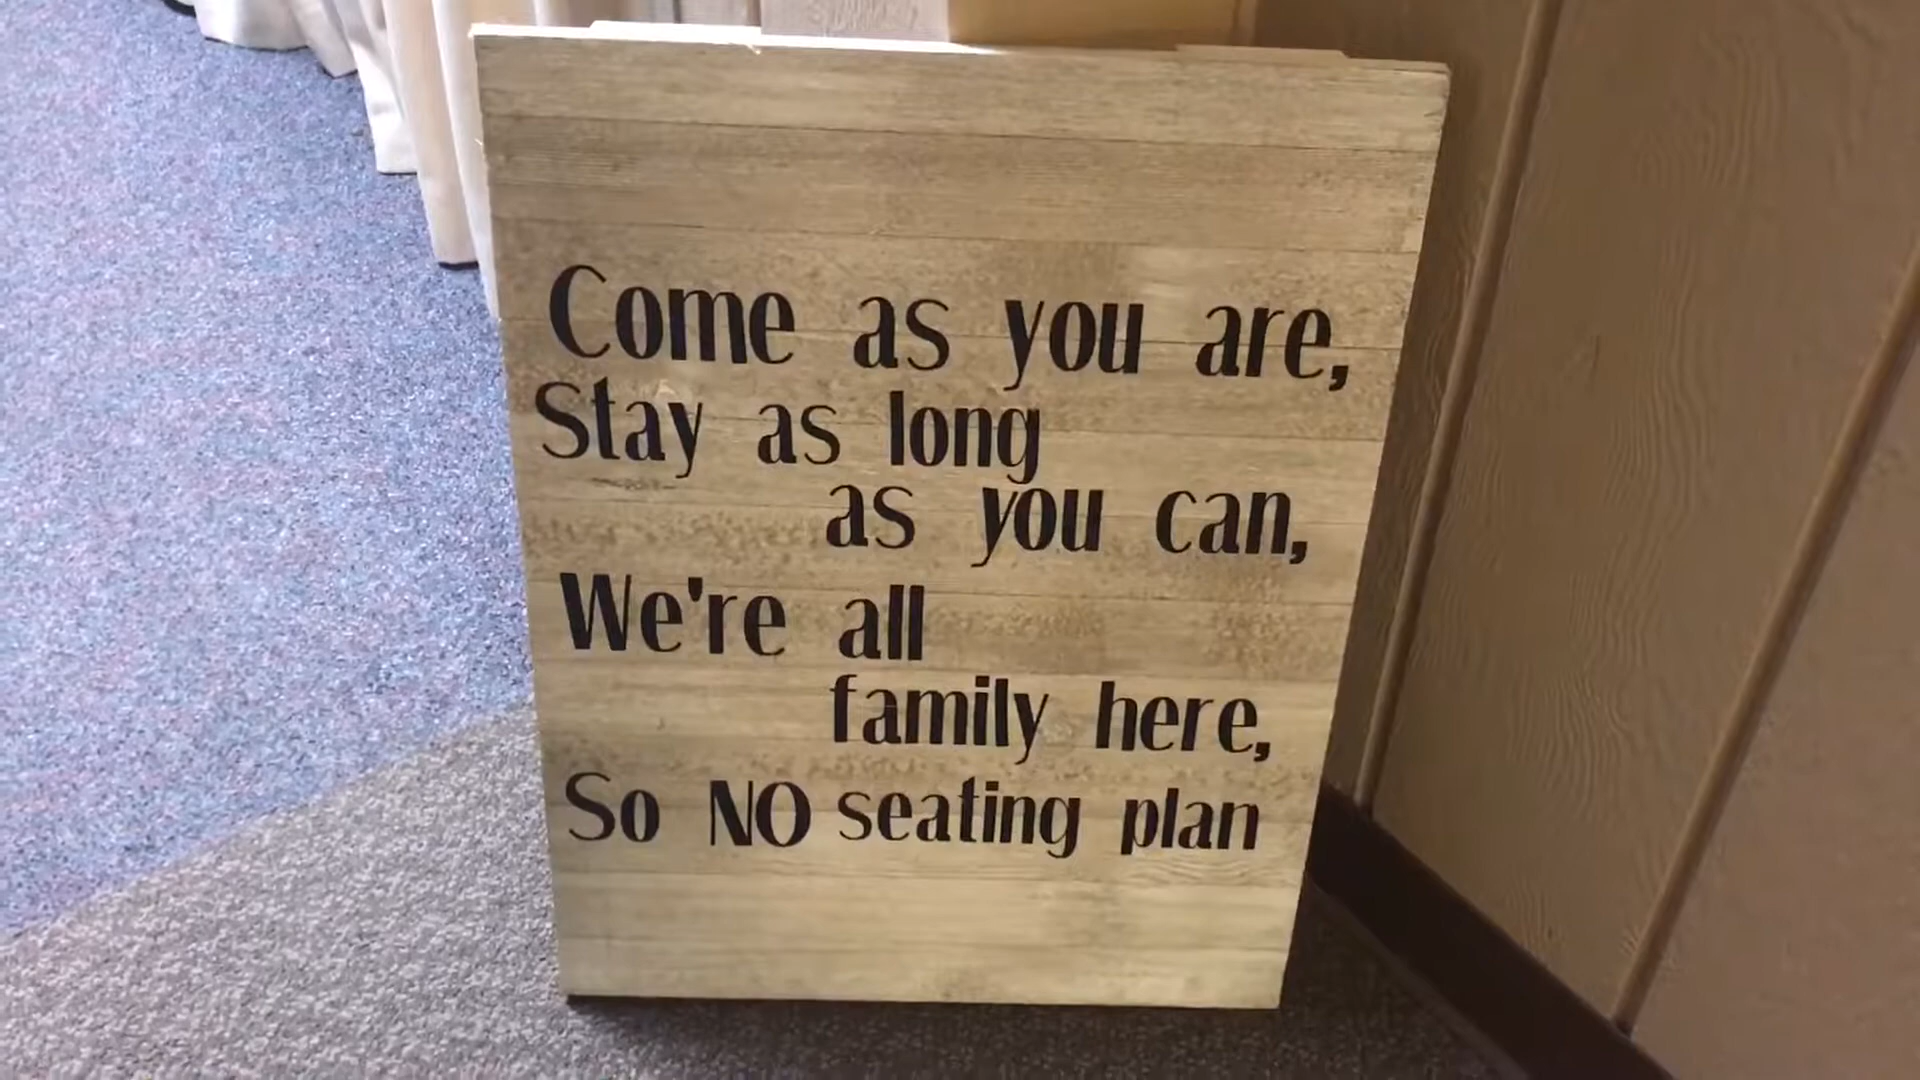 Come as you are,
Stay as long
as you can,
We're all
family here,
So NO seating plan